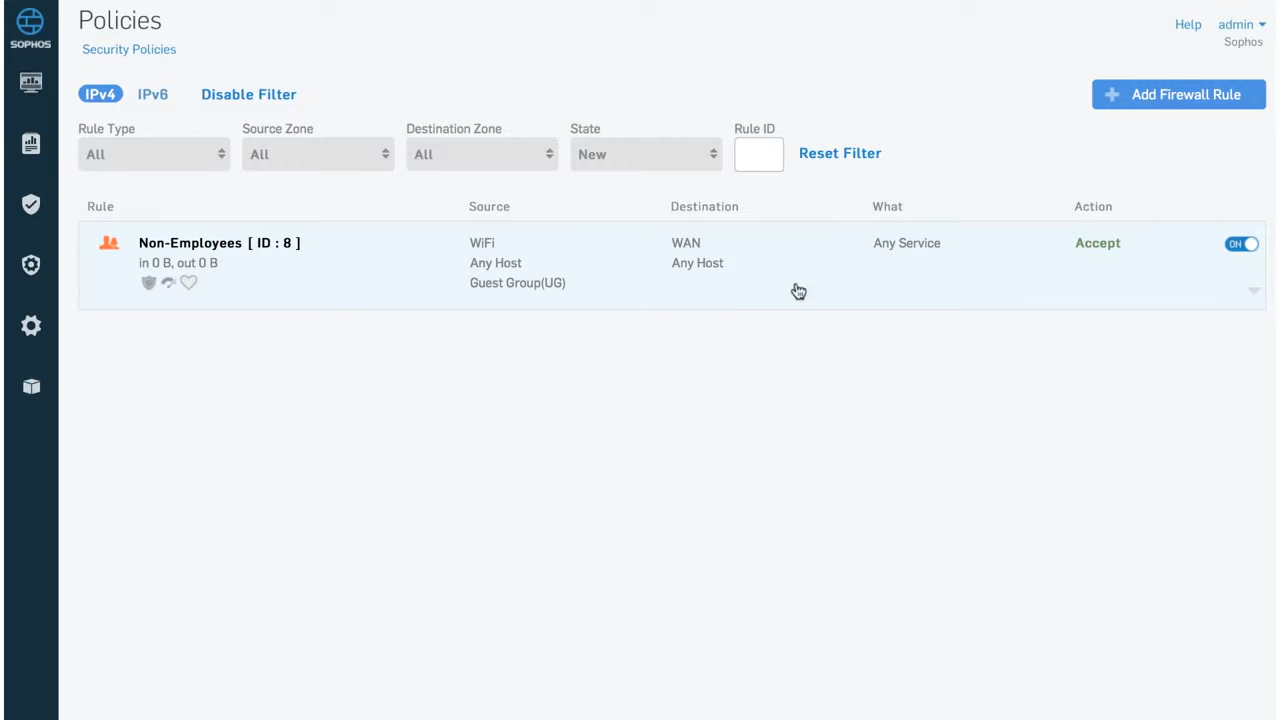 SOPHOS
Policies
Security Policies
Help admin
Sophos
IPv4 IPv6 Disable Filter
Add Firewall Rule
Rule Type Source Zone Destination Zone State Rule ID
All All All New Reset Filter
Rule Source Destination What Action
Non-Employees [ ID : 8 ] WiFi WAN Any Service Accept ON
in 0 B, out 0 B Any Host Any Host
Guest Group(UG)